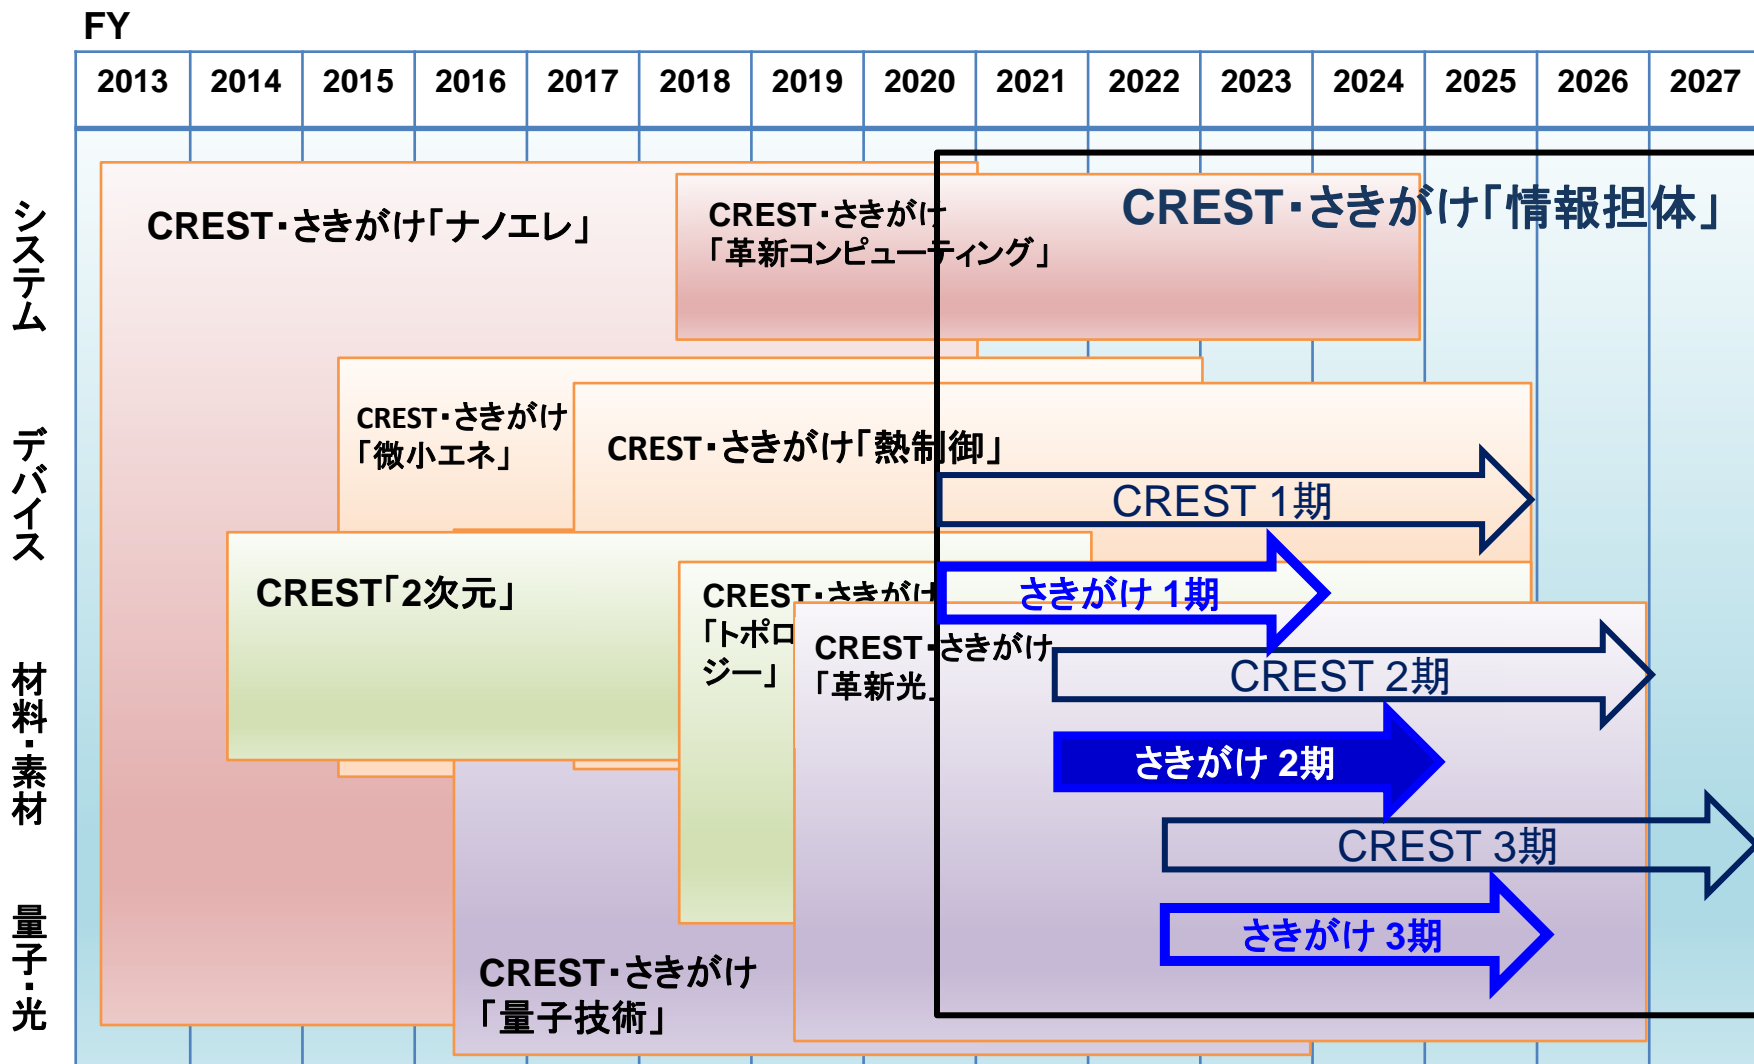 FY
2013 2014 2015 2016 2017 2018 2019 2020 2021 2022 2023 2024 2025 2026 2027
システム
デバイス
材料・素材
量子・光
CREST・さきがけ「ナノエレ」
CREST・さきがけ
「革新コンピューティング」
CREST・さきがけ「情報担体」
CREST・さきがけ
「微小エネ」
CREST・さきがけ「熱制御」
CREST 1期
CREST「2次元」
CREST・さきがけ
「トポロ
ジー」
さきがけ 1期
CREST・さきがけ
「革新光」
CREST 2期
さきがけ 2期
CREST 3期
さきがけ 3期
CREST・さきがけ
「量子技術」